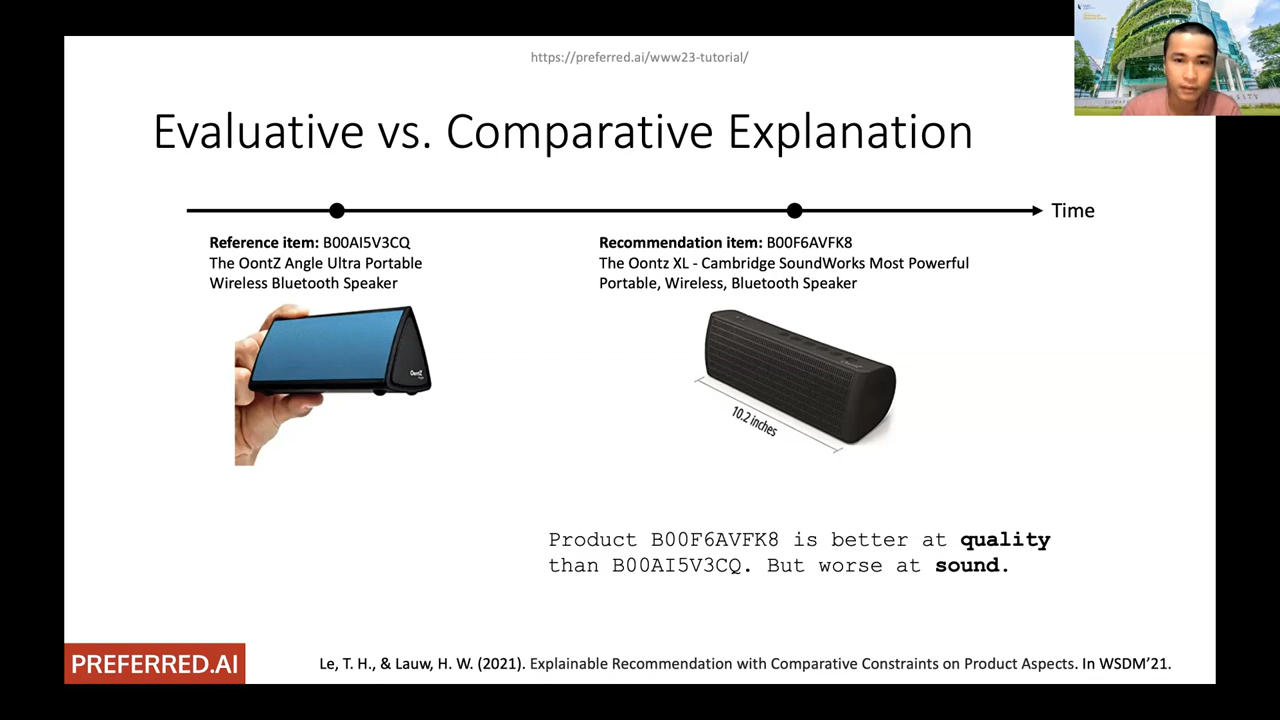 https://preferred.ai/www23-tutorial/
Evaluative vs. Comparative Explanation
Time
Reference item: B00AI5V3CQ
The OontZ Angle Ultra Portable
Wireless Bluetooth Speaker
Recommendation item: B00F6AVFK8
The Oontz XL - Cambridge SoundWorks Most Powerful
Portable, Wireless, Bluetooth Speaker
OontZ
10.2 inches
Product B00F6AVFK8 is better at quality
than B00AI5V3CQ. But worse at sound.
PREFERRED.AI
Le, T. H., & Lauw, H. W. (2021). Explainable Recommendation with Comparative Constraints on Product Aspects. In WSDM’21.